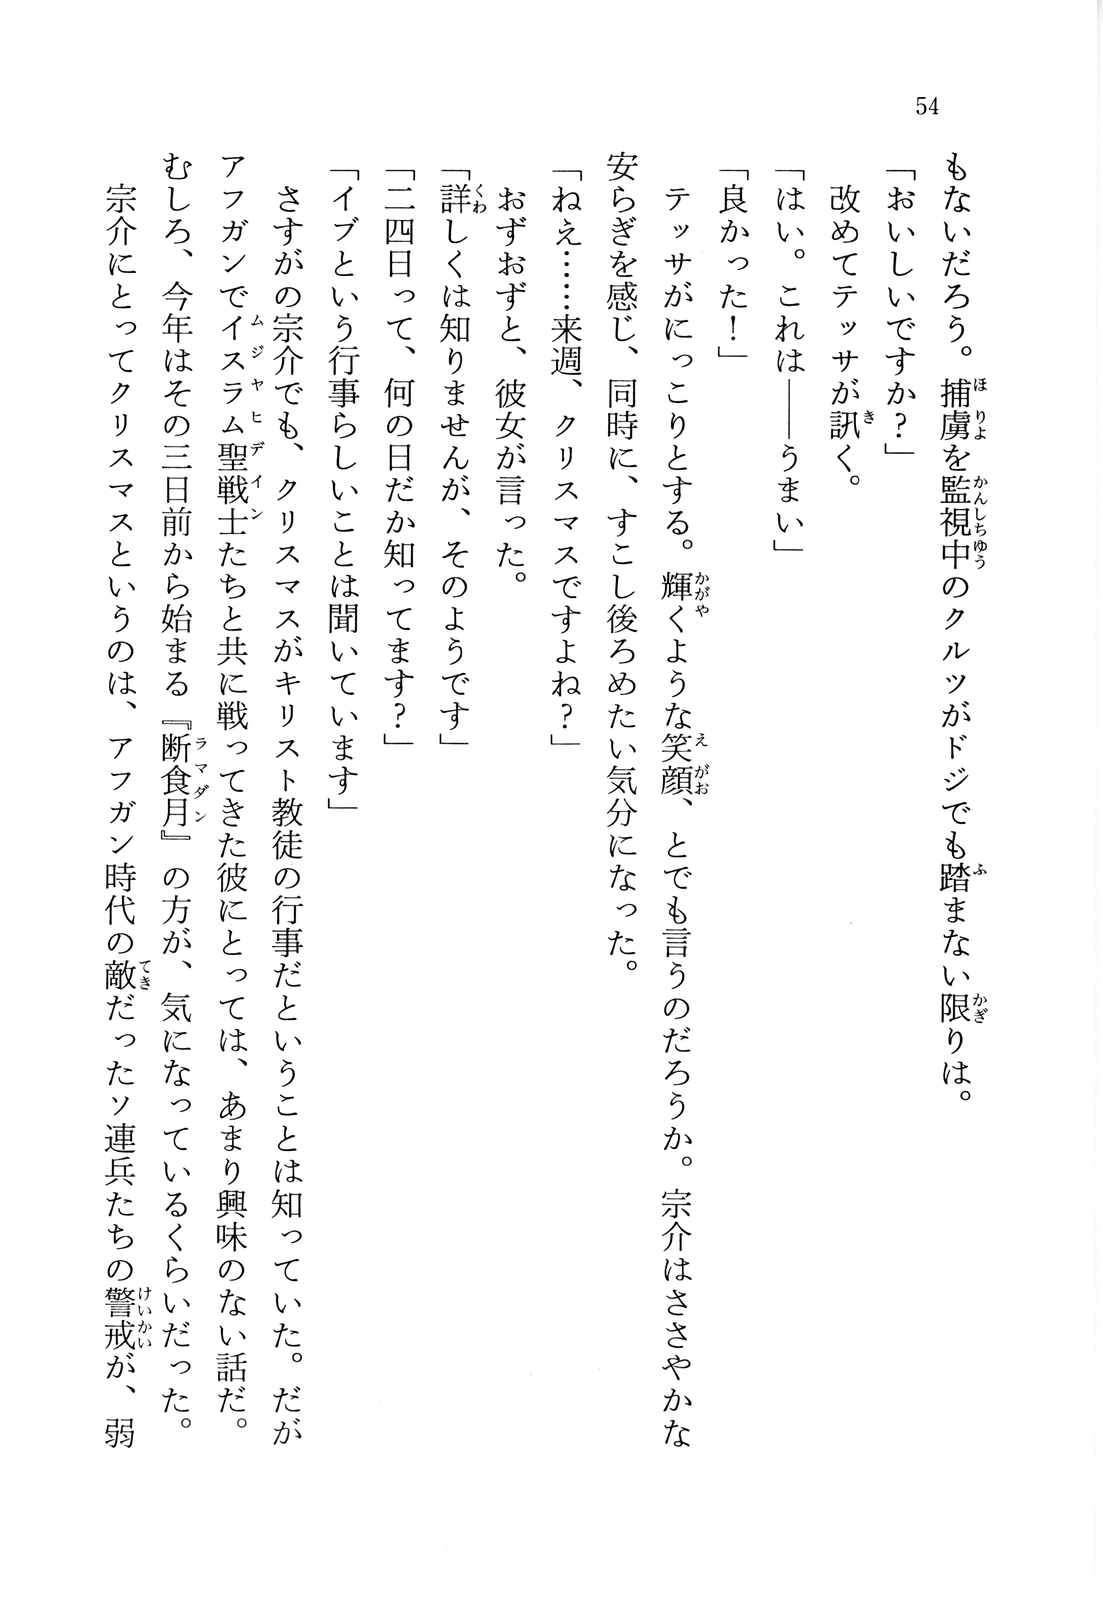 54
もないだろう。捕虜を監視中のクルツがドジでも踏まない限りは。
「おいしいですか？」
　改めてテッサが訊く。
「はい。これは――うまい」
「良かった！」
　テッサがにっこりとする。輝くような笑顔、とでも言うのだろうか。宗介はささやかな
安らぎを感じ、同時に、すこし後ろめたい気分になった。
「ねえ……来週、クリスマスですよね？」
　おずおずと、彼女が言った。
「詳しくは知りませんが、そのようです」
「二四日って、何の日だか知ってます？」
「イブという行事らしいことは聞いています」
　さすがの宗介でも、クリスマスがキリスト教徒の行事だということは知っていた。だが
アフガンでイスラム聖戦士たちと共に戦ってきた彼にとっては、あまり興味のない話だ。
むしろ、今年はその三日前から始まる『断食月』の方が、気になっているくらいだった。
　宗介にとってクリスマスというのは、アフガン時代の敵だったソ連兵たちの警戒が、弱